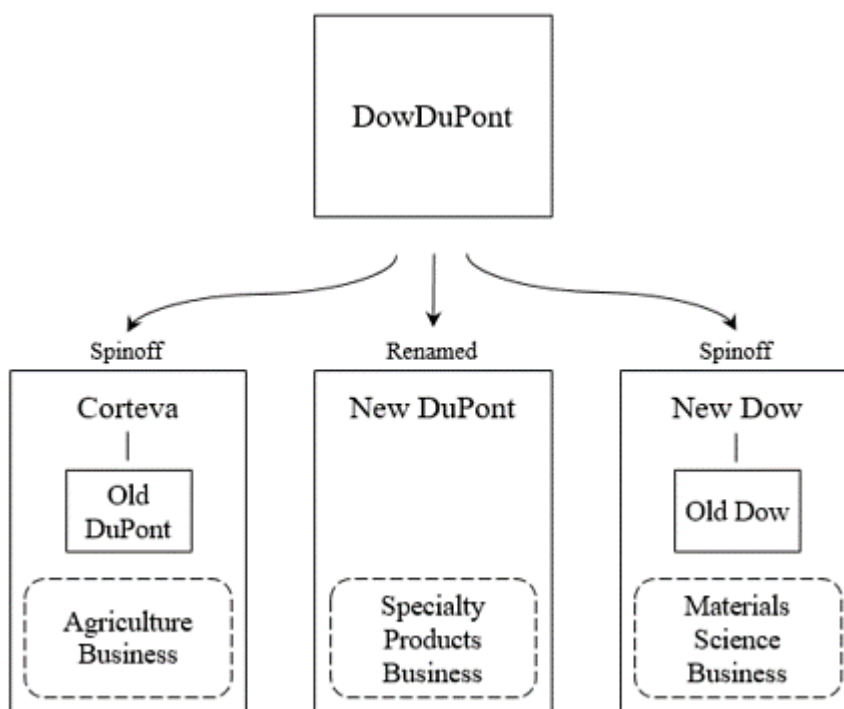 DowDuPont
Spinoff
Renamed
Spinoff
Corteva
Old
DuPont
Agriculture
Business
New DuPont
Specialty
Products
Business
New Dow
Old Dow
Materials
Science
Business